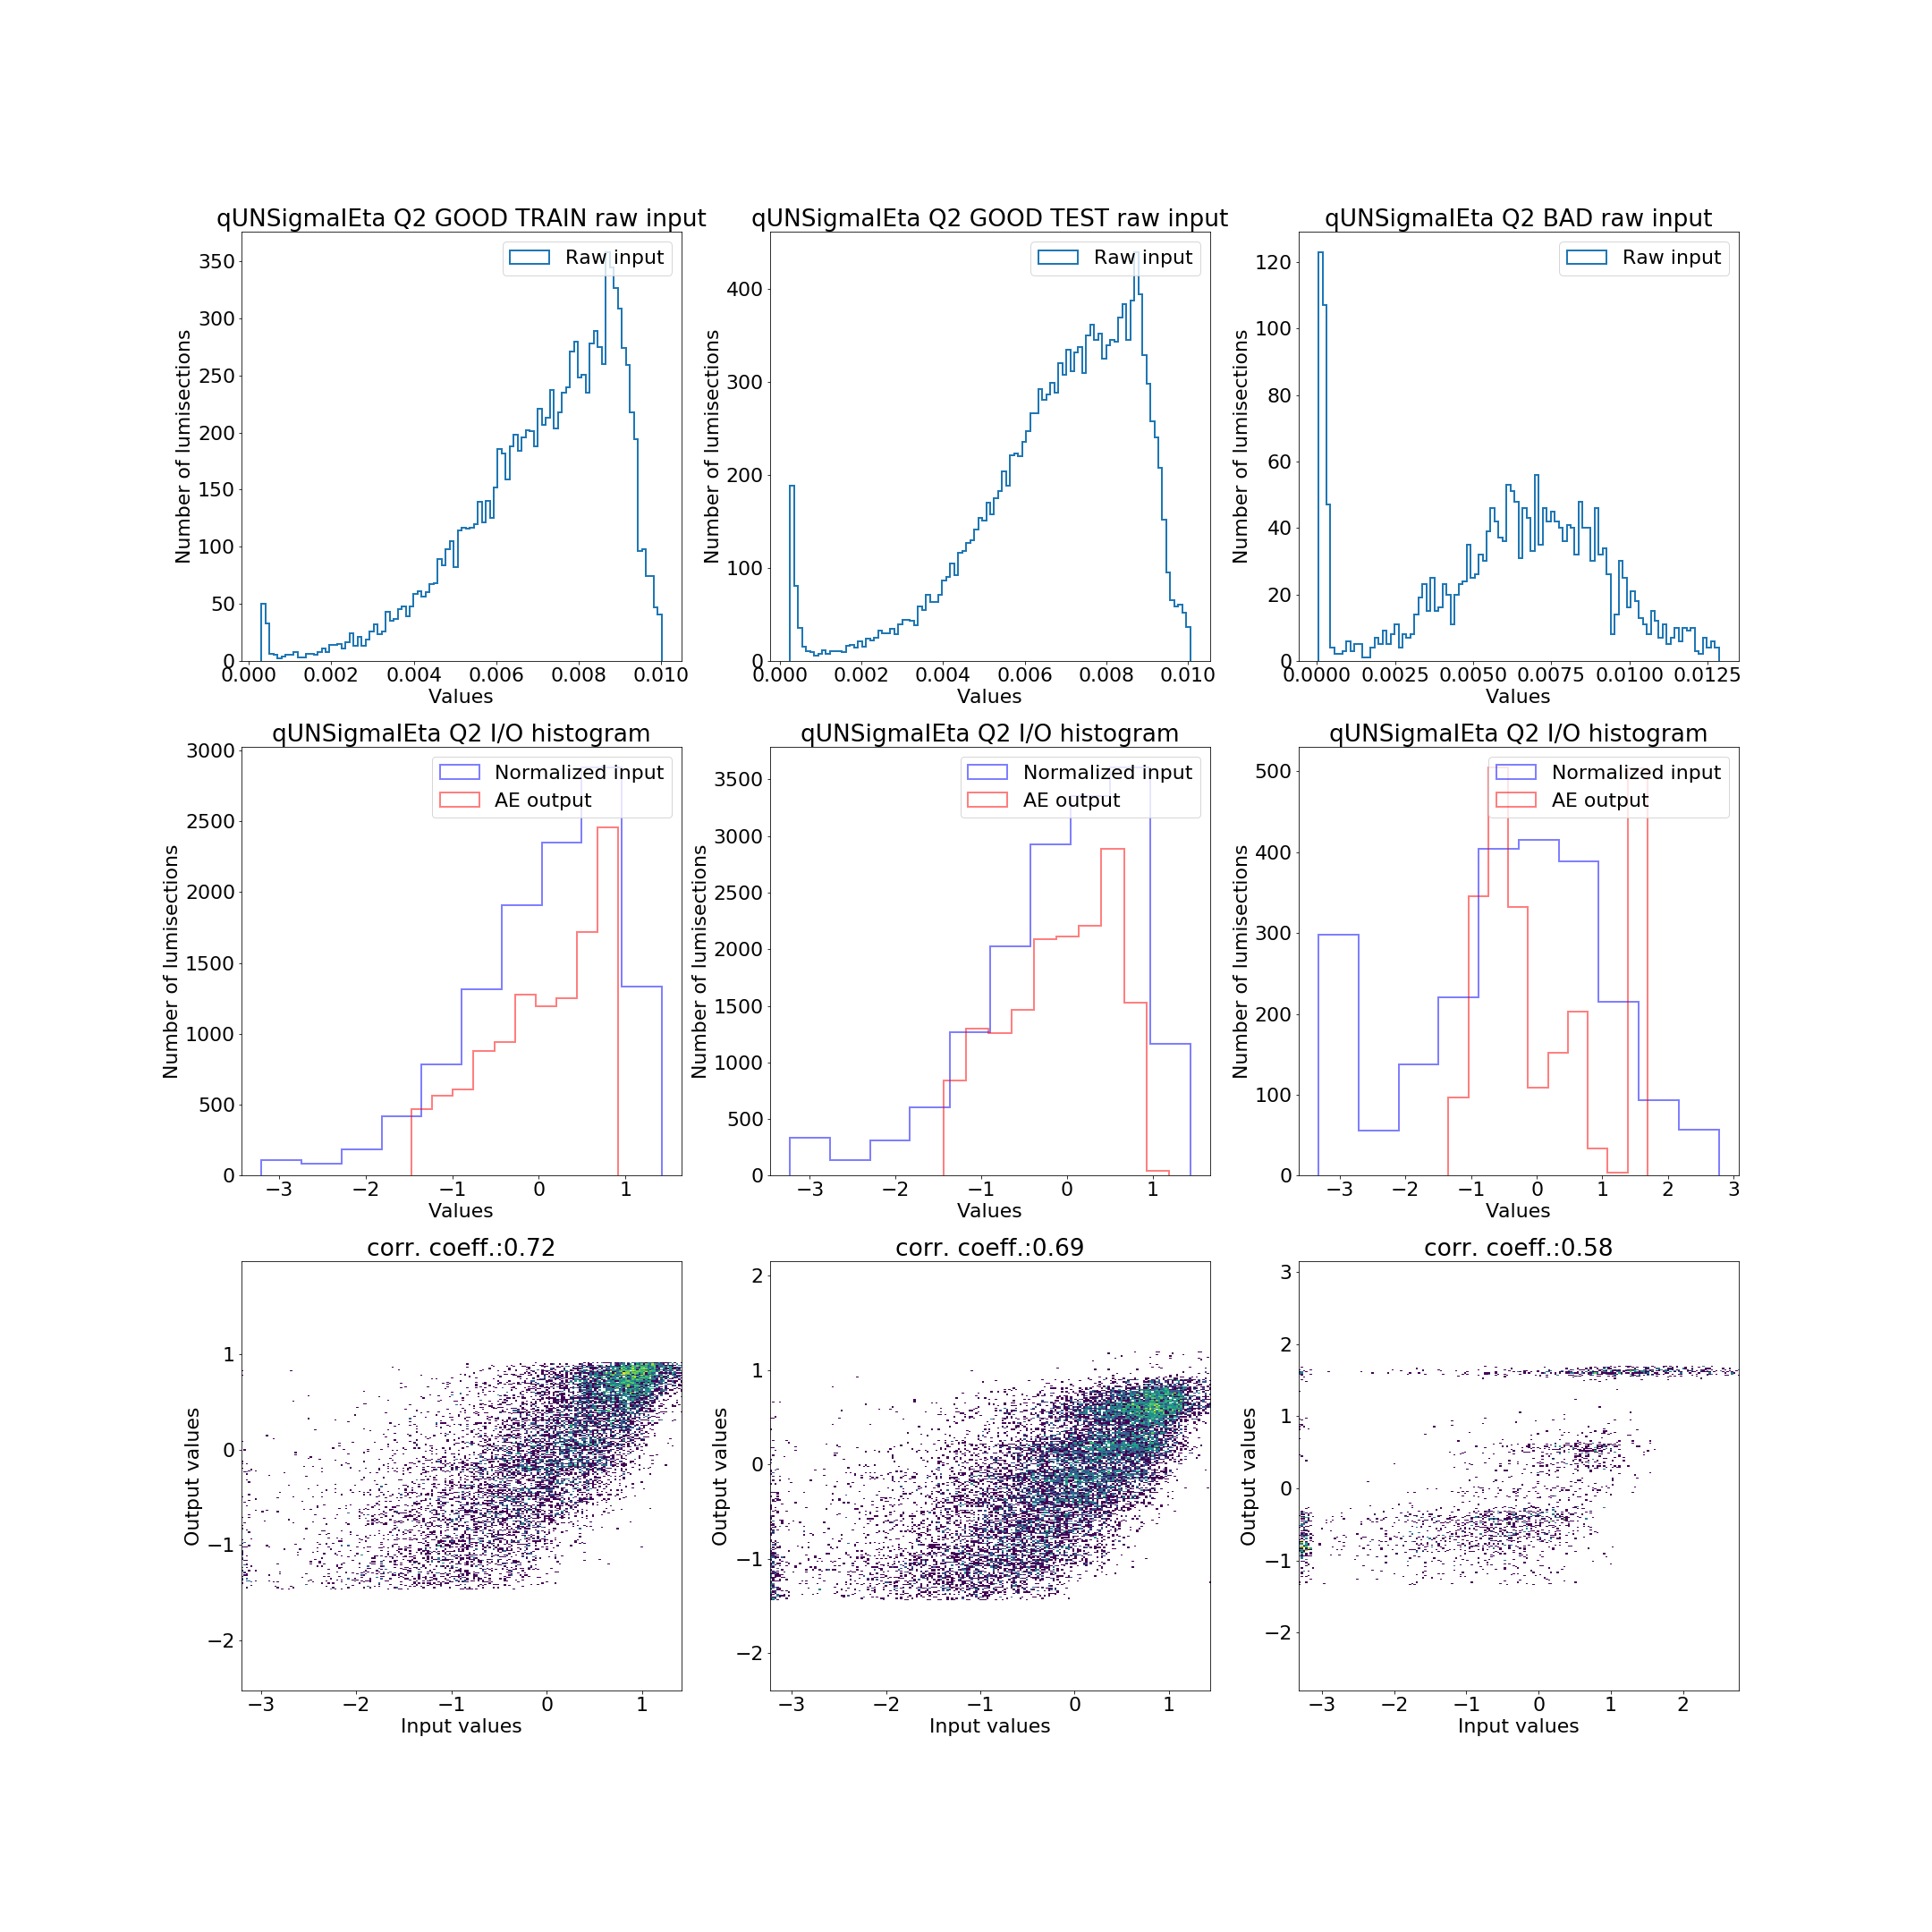 qUNSigmaIEta Q2 GOOD TRAIN raw input
Raw input
Number of lumisections
350
300
250
200
150
100
50
0
0.000 0.002 0.004 0.006 0.008 0.010
Values
qUNSigmaIEta Q2 GOOD TEST raw input
Raw input
Number of lumisections
400
300
200
100
0
0.000 0.002 0.004 0.006 0.008 0.010
Values
qUNSigmaIEta Q2 BAD raw input
Raw input
Number of lumisections
120
100
80
60
40
20
0
0.0000 0.0025 0.0050 0.0075 0.0100 0.0125
Values
qUNSigmaIEta Q2 I/O histogram
Normalized input
AE output
Number of lumisections
3000
2500
2000
1500
1000
500
0
−3 −2 −1 0 1
Values
qUNSigmaIEta Q2 I/O histogram
Normalized input
AE output
Number of lumisections
3500
3000
2500
2000
1500
1000
500
0
−3 −2 −1 0 1
Values
qUNSigmaIEta Q2 I/O histogram
Normalized input
AE output
Number of lumisections
500
400
300
200
100
0
−3 −2 −1 0 1 2 3
Values
corr. coeff.:0.72
Output values
1
0
−1
−2
−3 −2 −1 0 1
Input values
corr. coeff.:0.69
Output values
2
1
0
−1
−2
−3 −2 −1 0 1
Input values
corr. coeff.:0.58
Output values
3
2
1
0
−1
−2
−3 −2 −1 0 1 2
Input values